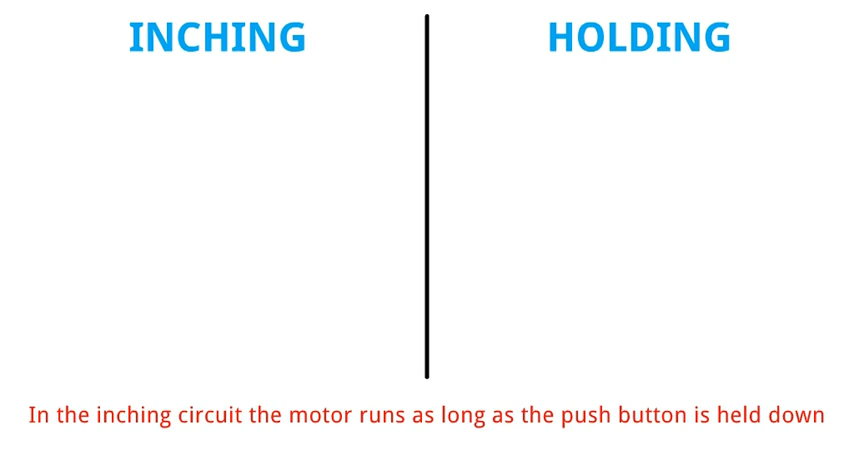 INCHING
HOLDING
In the inching circuit the motor runs as long as the push button is held down